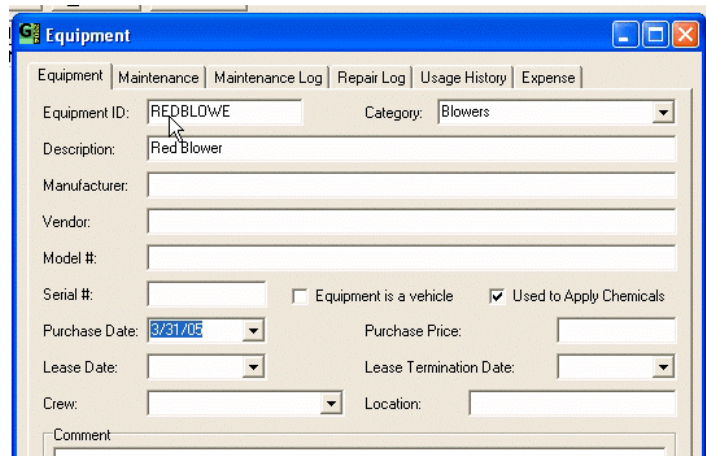 Equipment
Equipment Maintenance Maintenance Log Repair Log Usage History Expense
Equipment ID: REDBLOWE Category: Blowers
Description: Red Blower
Manufacturer:
Vendor:
Model #:
Serial #: Equipment is a vehicle Used to Apply Chemicals
Purchase Date: 3/31/05 Purchase Price:
Lease Date: Lease Termination Date:
Crew: Location:
Comment